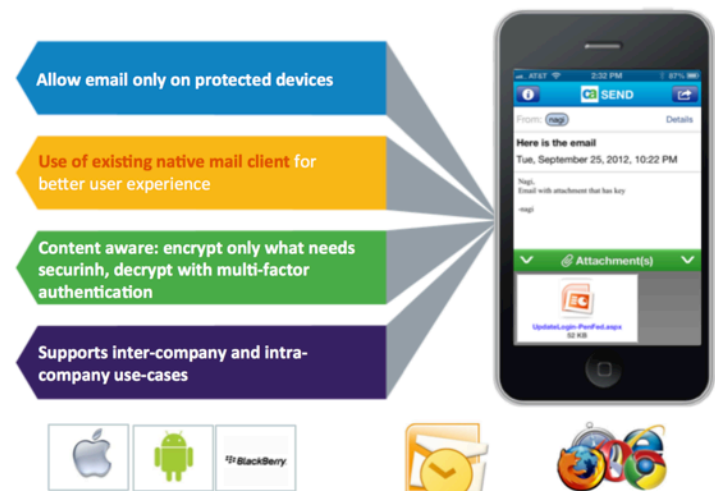 Allow email only on protected devices
Use of existing native mail client for
better user experience
Content aware: encrypt only what needs
securinh, decrypt with multi-factor
authentication
Supports inter-company and intra-
company use-cases
AT&T 2:32 PM 87%
ca SEND
From: nagi Details
Here is the email
Tue, September 25, 2012, 10:22 PM
Nagi,
Email with attachment that has key
-nagi
Attachment(s)
UpdateLogin-PenFed.aspx
52 KB
BlackBerry